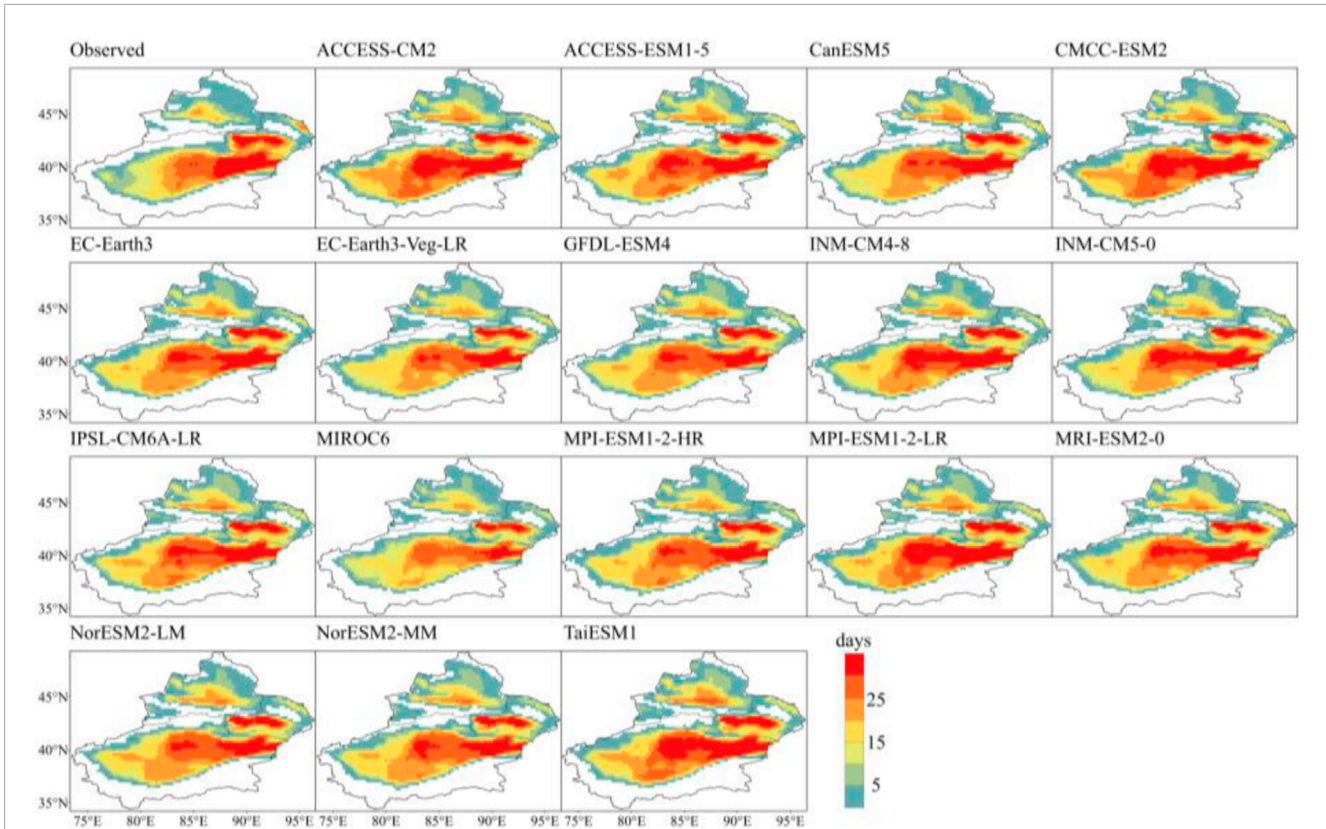 Observed ACCESS-CM2 ACCESS-ESM1-5 CanESM5 CMCC-ESM2
45°N
40°N
35°N
EC-Earth3 EC-Earth3-Veg-LR GFDL-ESM4 INM-CM4-8 INM-CM5-0
45°N
40°N
35°N
IPSL-CM6A-LR MIROC6 MPI-ESM1-2-HR MPI-ESM1-2-LR MRI-ESM2-0
45°N
40°N
35°N
NorESM2-LM NorESM2-MM TaiESM1
days
45°N
25
40°N
15
5
35°N
75°E 80°E 85°E 90°E 95°E 75°E 80°E 85°E 90°E 95°E 75°E 80°E 85°E 90°E 95°E